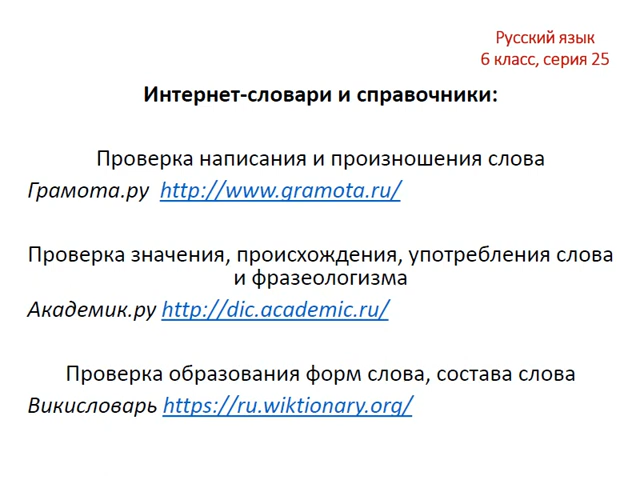 Русский язык
6 класс, серия 25
Интернет-словари и справочники:
Проверка написания и произношения слова
Грамота.ру http://www.gramota.ru/
Проверка значения, происхождения, употребления слова
и фразеологизма
Академик.ру http://dic.academic.ru/
Проверка образования форм слова, состава слова
Викисловарь https://ru.wiktionary.org/